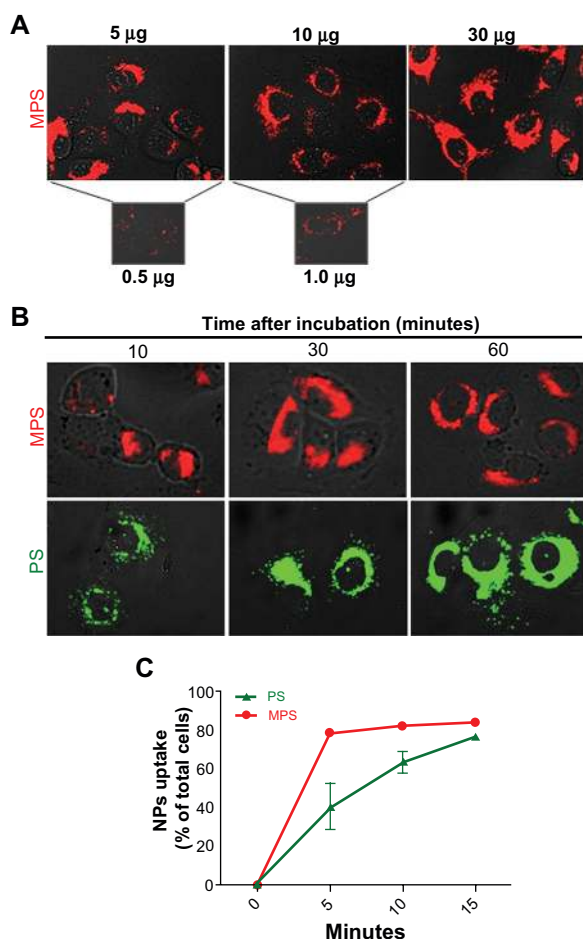 A
5 μg 10 μg 30 μg
MPS
0.5 μg 1.0 μg
B
Time after incubation (minutes)
10 30 60
MPS
PS
C
PS
MPS
NPs uptake
(% of total cells)
100
80
60
40
20
0
0 5 10 15
Minutes